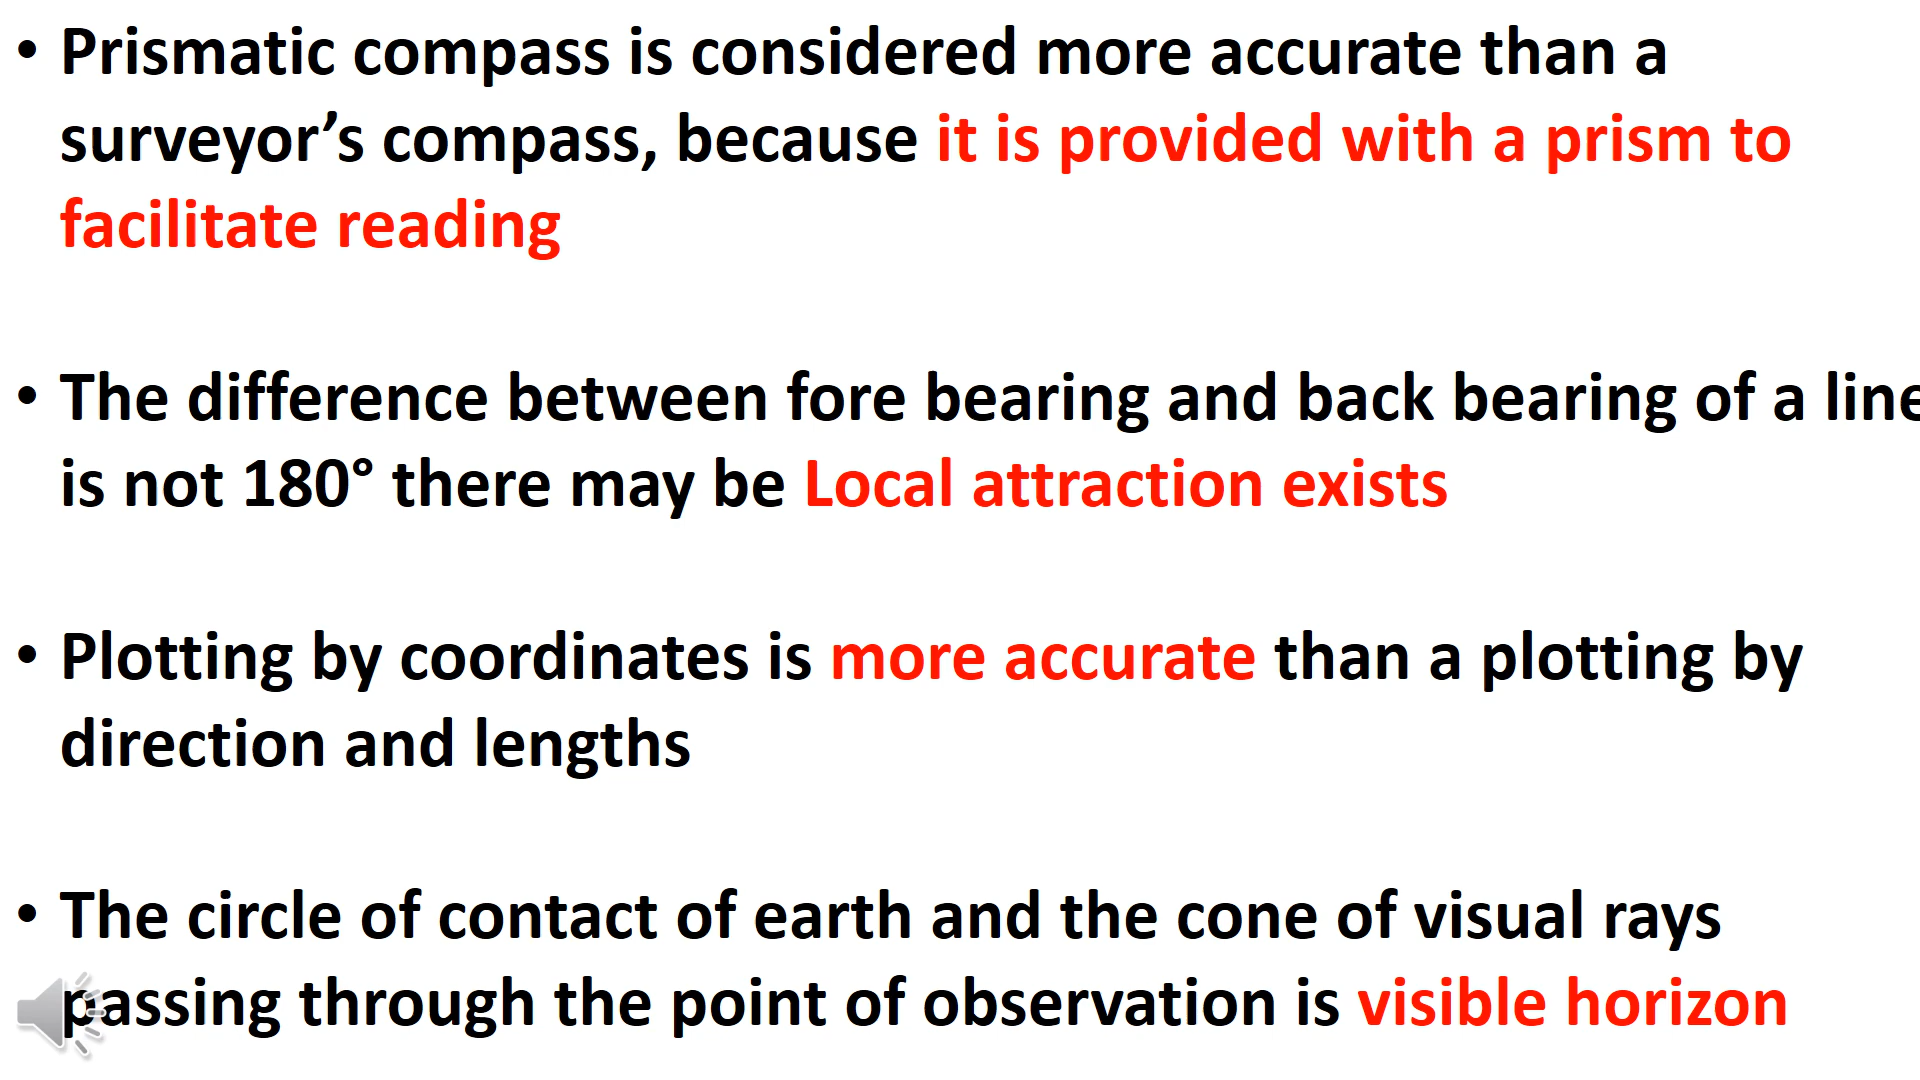 • Prismatic compass is considered more accurate than a
surveyor’s compass, because it is provided with a prism to
facilitate reading
• The difference between fore bearing and back bearing of a line
is not 180° there may be Local attraction exists
• Plotting by coordinates is more accurate than a plotting by
direction and lengths
• The circle of contact of earth and the cone of visual rays
passing through the point of observation is visible horizon